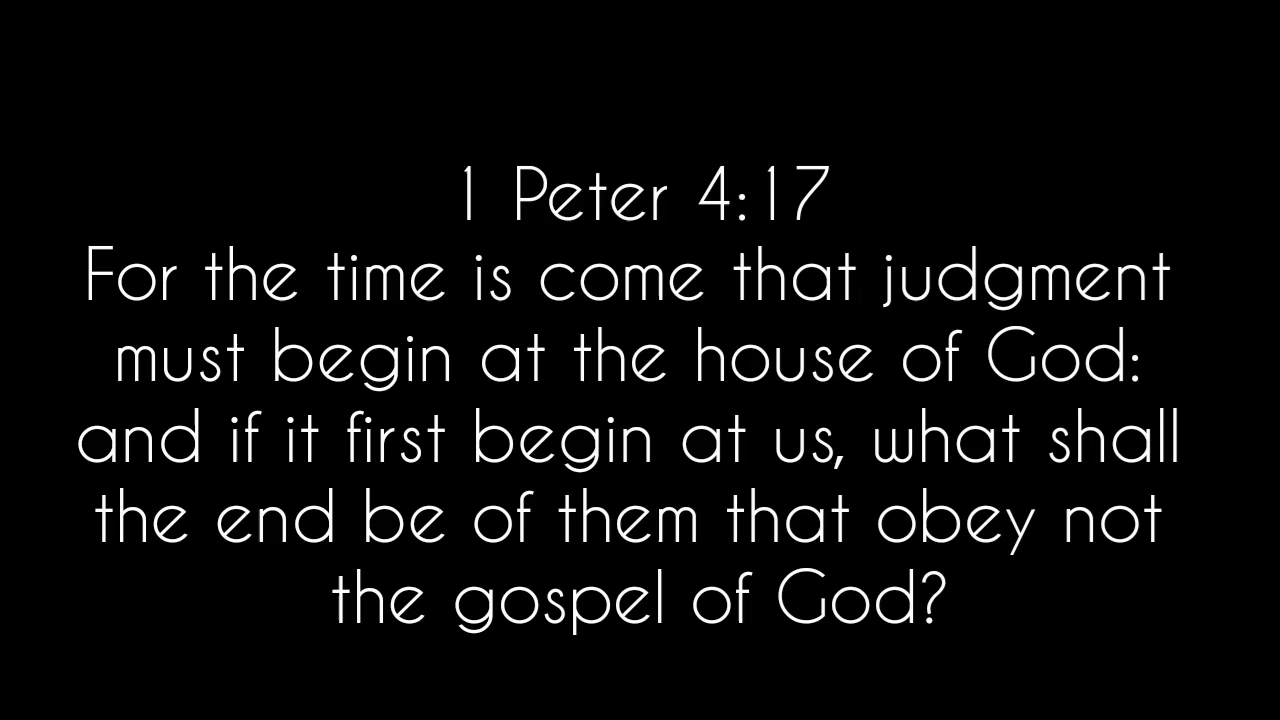 1 Peter 4:17
For the time is come that judgment
must begin at the house of God:
and if it first begin at us, what shall
the end be of them that obey not
the gospel of God?